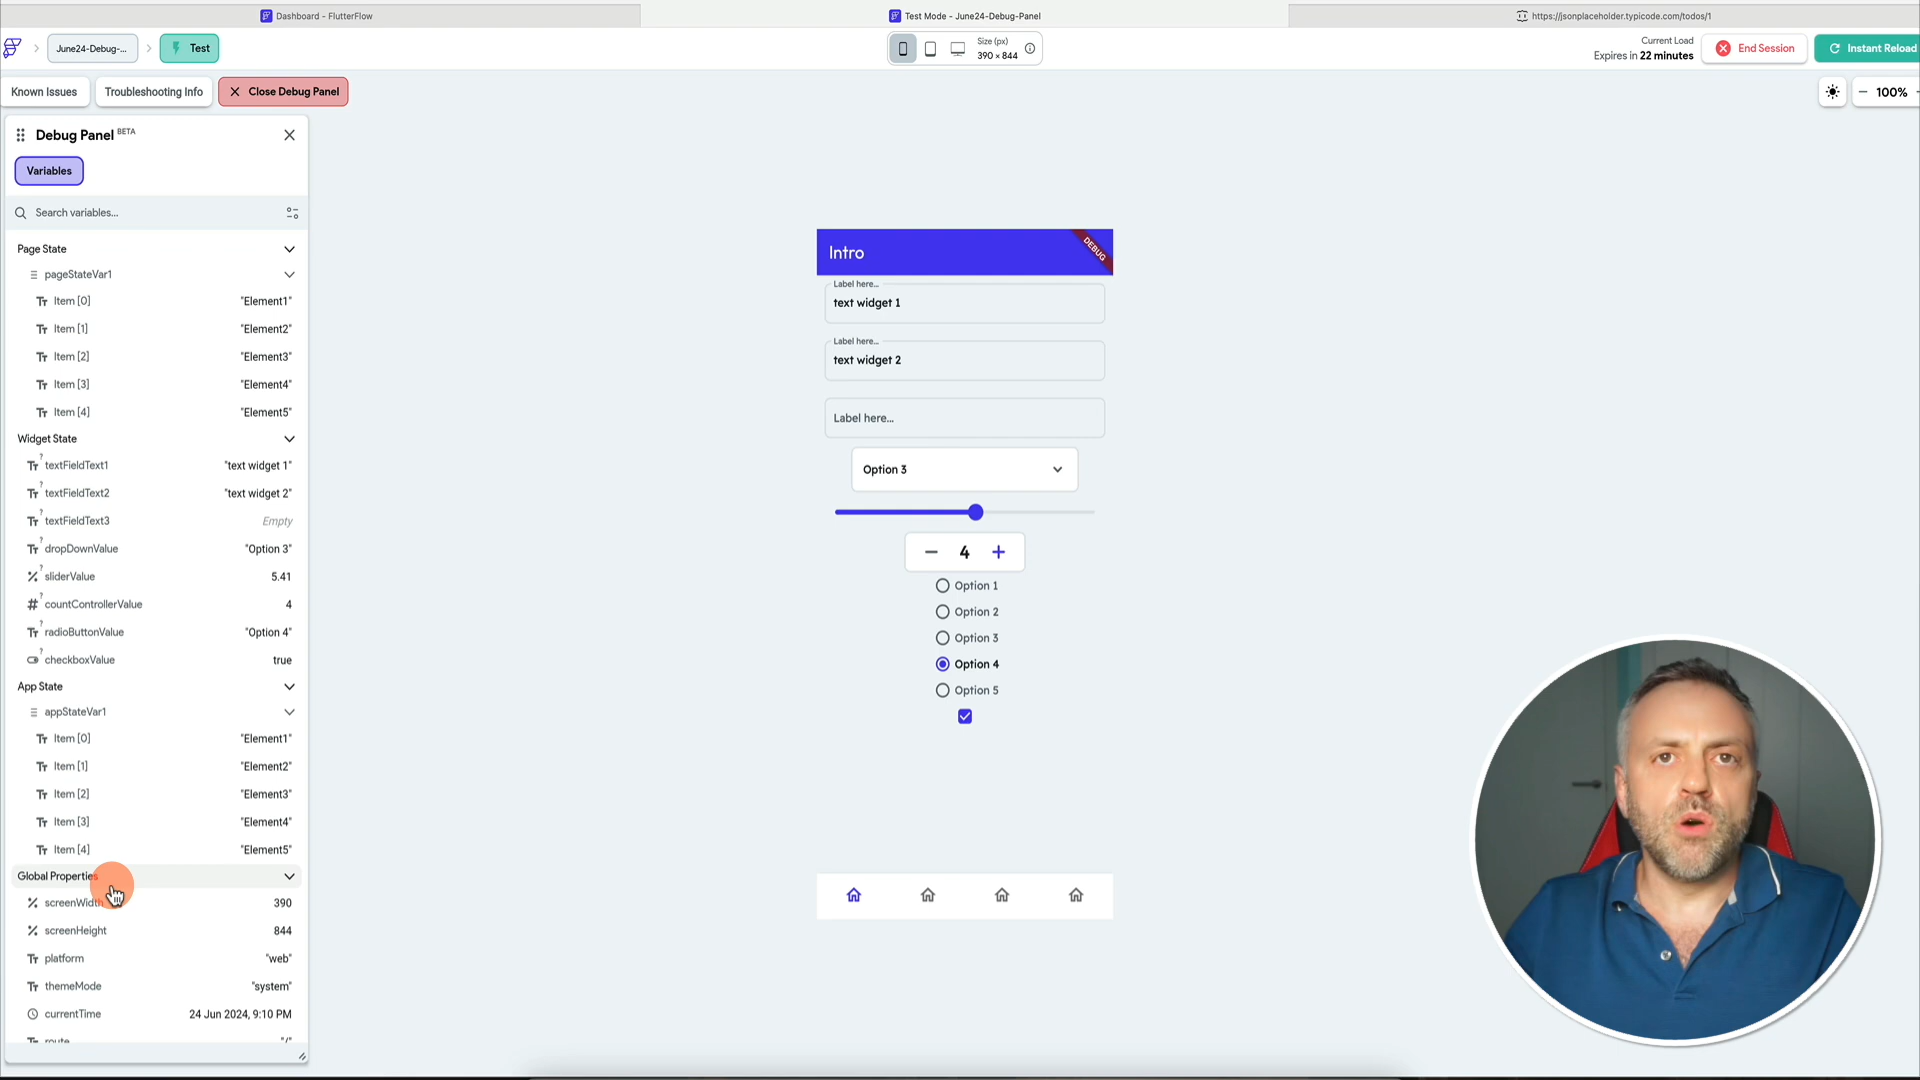 Dashboard - FlutterFlow
Test Mode - June24-Debug-Panel
https://jsonplaceholder.typicode.com/todos/1
June24-Debug-...
Test
Size (px)
390 × 844
Current Load
Expires in 22 minutes
End Session
Instant Reload
Known Issues
Troubleshooting Info
Close Debug Panel
100%
Debug Panel BETA
Variables
Search variables...
Page State
pageStateVar1
Item [0] "Element1"
Item [1] "Element2"
Item [2] "Element3"
Item [3] "Element4"
Item [4] "Element5"
Widget State
textFieldText1 "text widget 1"
textFieldText2 "text widget 2"
textFieldText3 Empty
dropDownValue "Option 3"
sliderValue 5.41
countControllerValue 4
radioButtonValue "Option 4"
checkboxValue true
App State
appStateVar1
Item [0] "Element1"
Item [1] "Element2"
Item [2] "Element3"
Item [3] "Element4"
Item [4] "Element5"
Global Properties
screenWidth 390
screenHeight 844
platform "web"
themeMode "system"
currentTime 24 Jun 2024, 9:10 PM
route "/"
Intro
DEBUG
Label here...
text widget 1
Label here...
text widget 2
Label here...
Option 3
4
Option 1
Option 2
Option 3
Option 4
Option 5